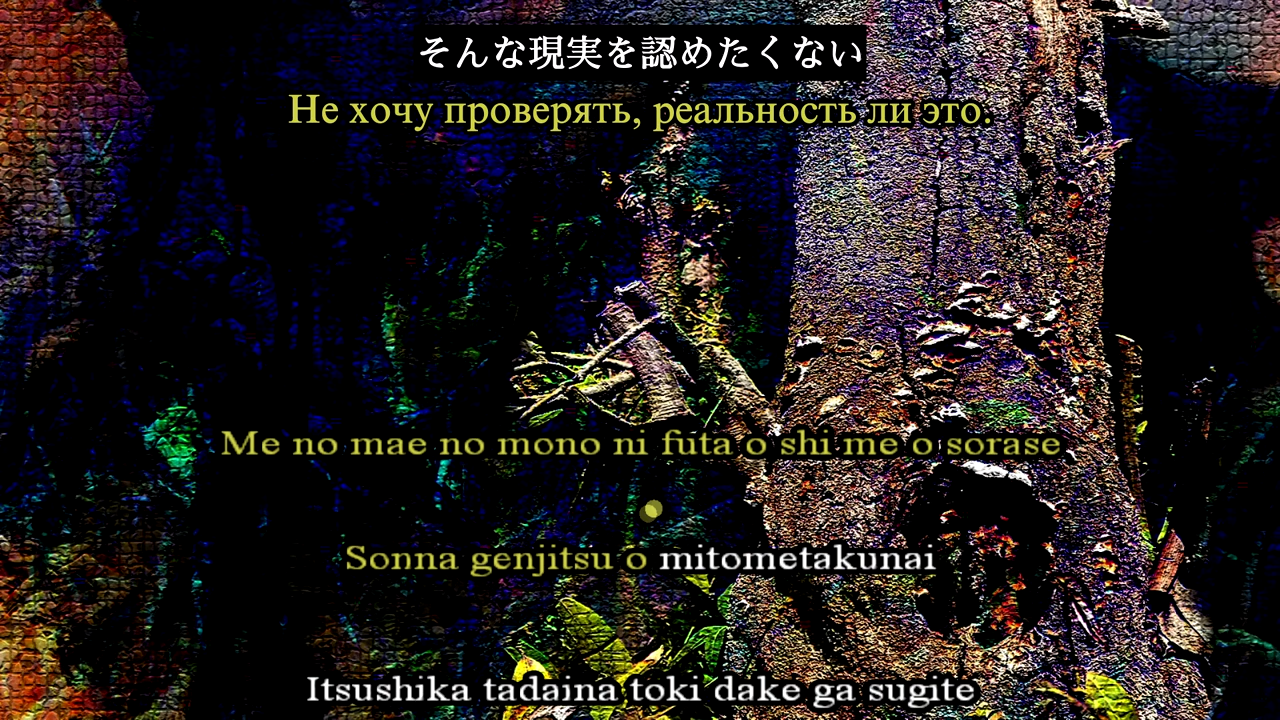 そんな現実を認めたくない
Не хочу проверять, реальность ли это.
Me no mae no mono ni futa o shi me o sorase
Sonna genjitsu o mitometakunai
Itsushika tadaina toki dake ga sugite